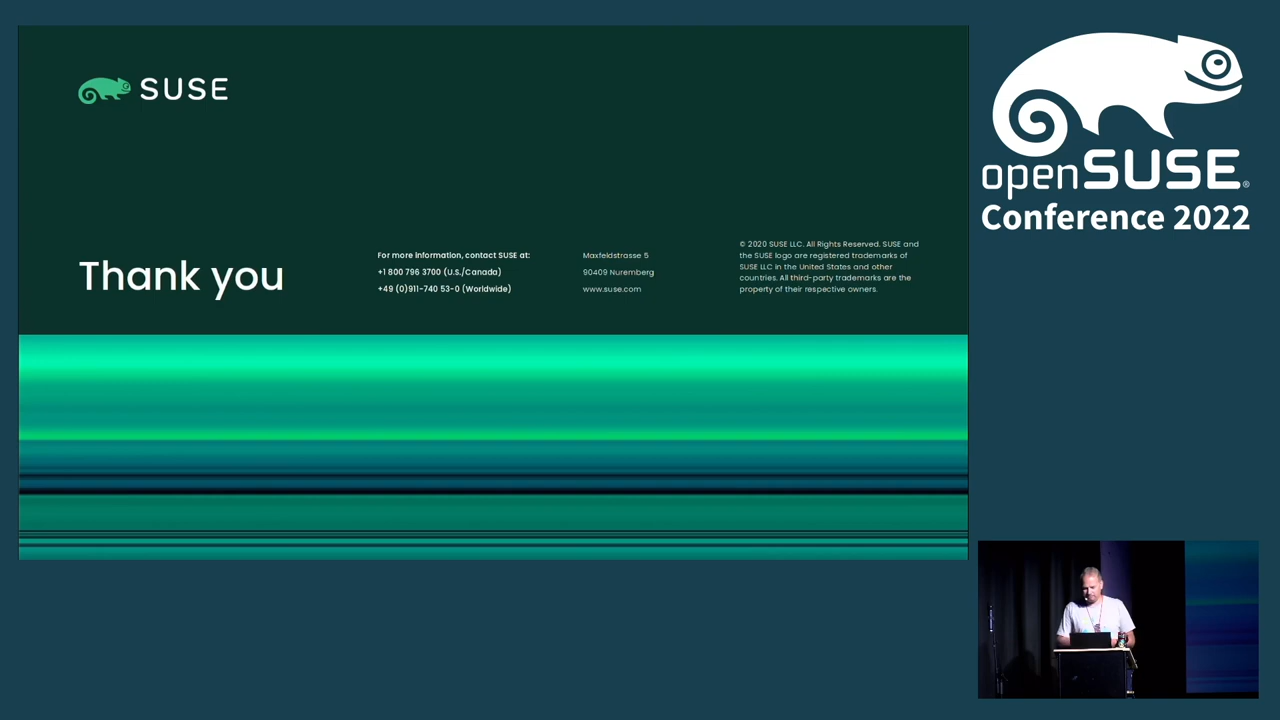 SUSE
Thank you
For more information, contact SUSE at:
+1 800 796 3700 (U.S./Canada)
+49 (0)911-740 53-0 (Worldwide)
Maxfeldstrasse 5
90409 Nuremberg
www.suse.com
© 2020 SUSE LLC. All Rights Reserved. SUSE and
the SUSE logo are registered trademarks of
SUSE LLC in the United States and other
countries. All third-party trademarks are the
property of their respective owners.
openSUSE®
Conference 2022